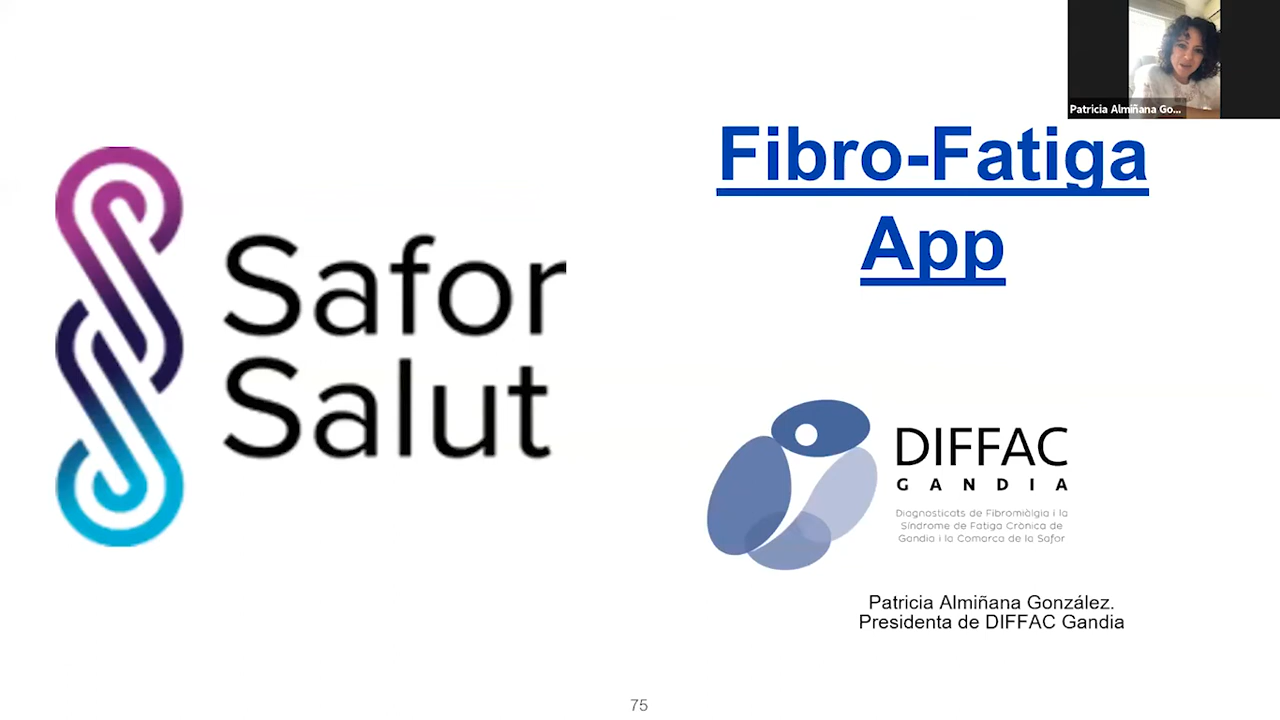 Patricia Almiñana Go...
Fibro-Fatiga
App
Safor
Salut
DIFFAC
GANDIA
Diagnosticats de Fibromiàlgia i la
Síndrome de Fatiga Crònica de
Gandia i la Comarca de la Safor
Patricia Almiñana González.
Presidenta de DIFFAC Gandia
75